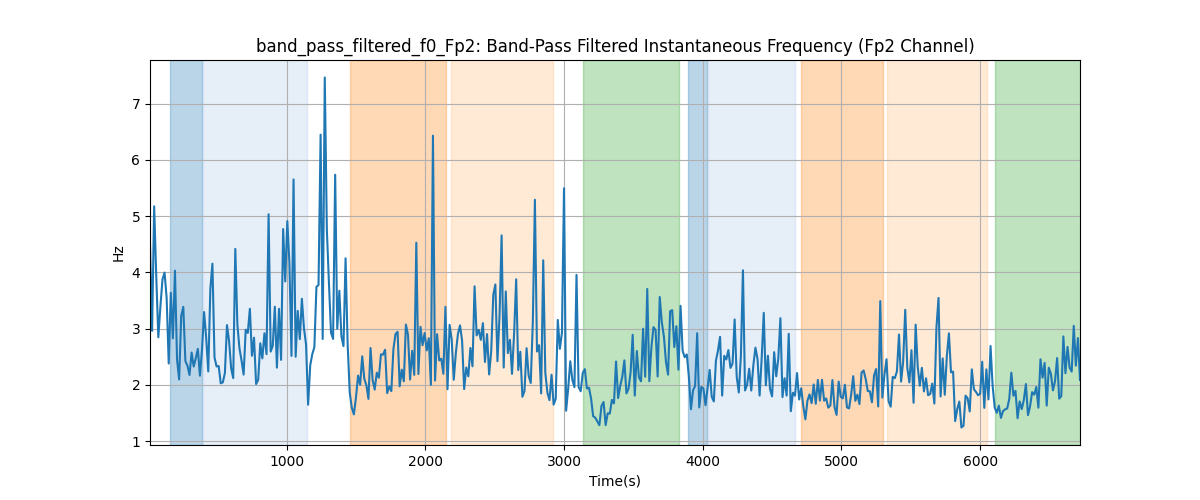 band_pass_filtered_f0_Fp2: Band-Pass Filtered Instantaneous Frequency (Fp2 Channel)
7
6
5
4
3
2
1
Hz
1000 2000 3000 4000 5000 6000
Time(s)